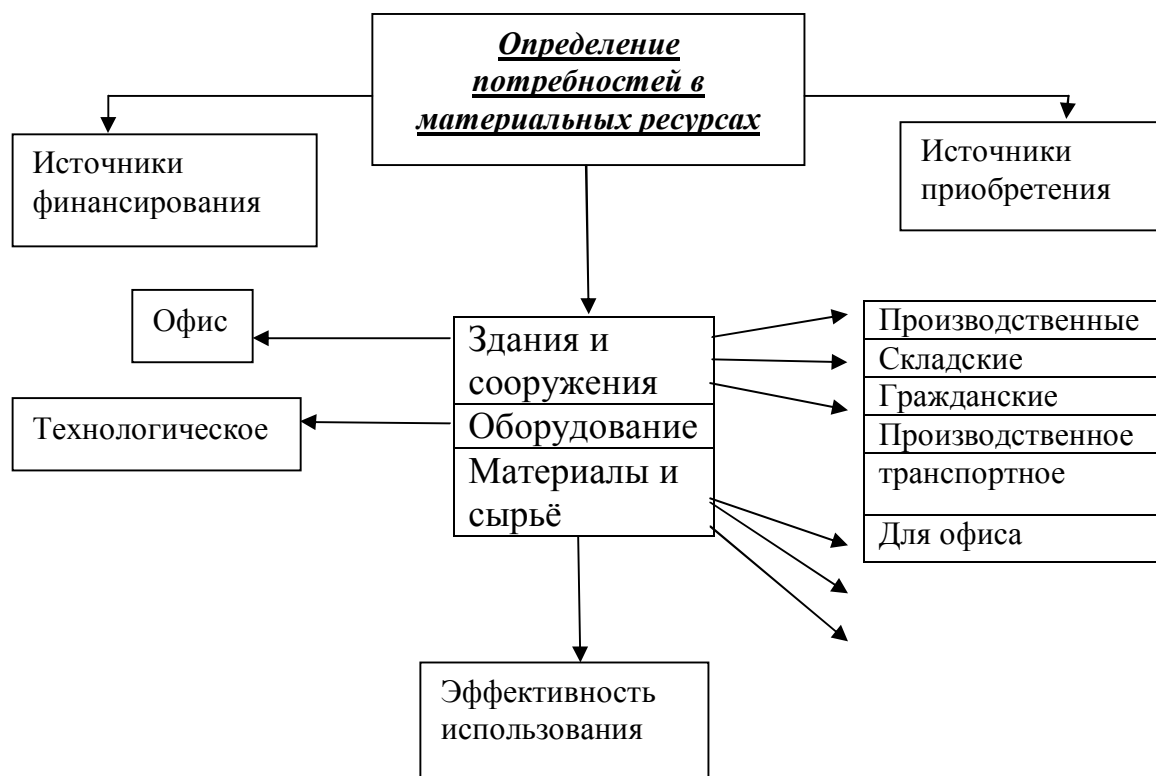 Определение
потребностей в
материальных ресурсах
Источники
финансирования
Источники
приобретения
Офис
Технологическое
Здания и
сооружения
Оборудование
Материалы и
сырьё
Производственные
Складские
Гражданские
Производственное
транспортное
Для офиса
Эффективность
использования